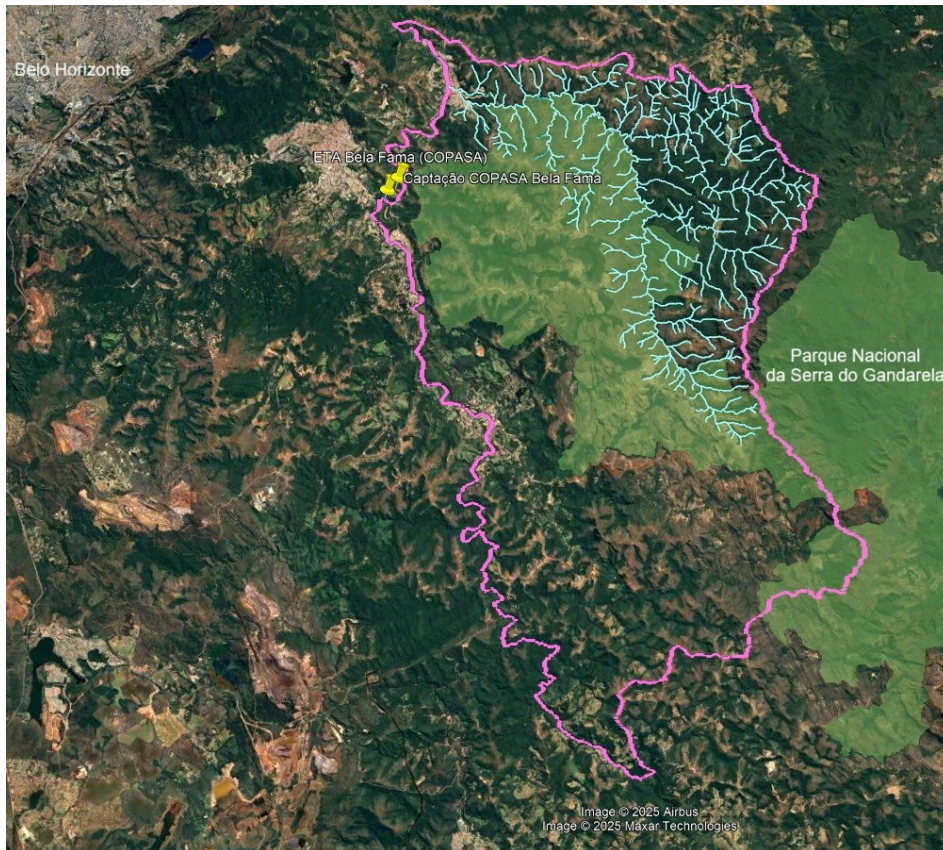 Belo Horizonte
ETA Bela Fama (COPASA)
Captação COPASA Bela Fama
Parque Nacional
da Serra do Gandarela
Image © 2025 Airbus
Image © 2025 Maxar Technologies